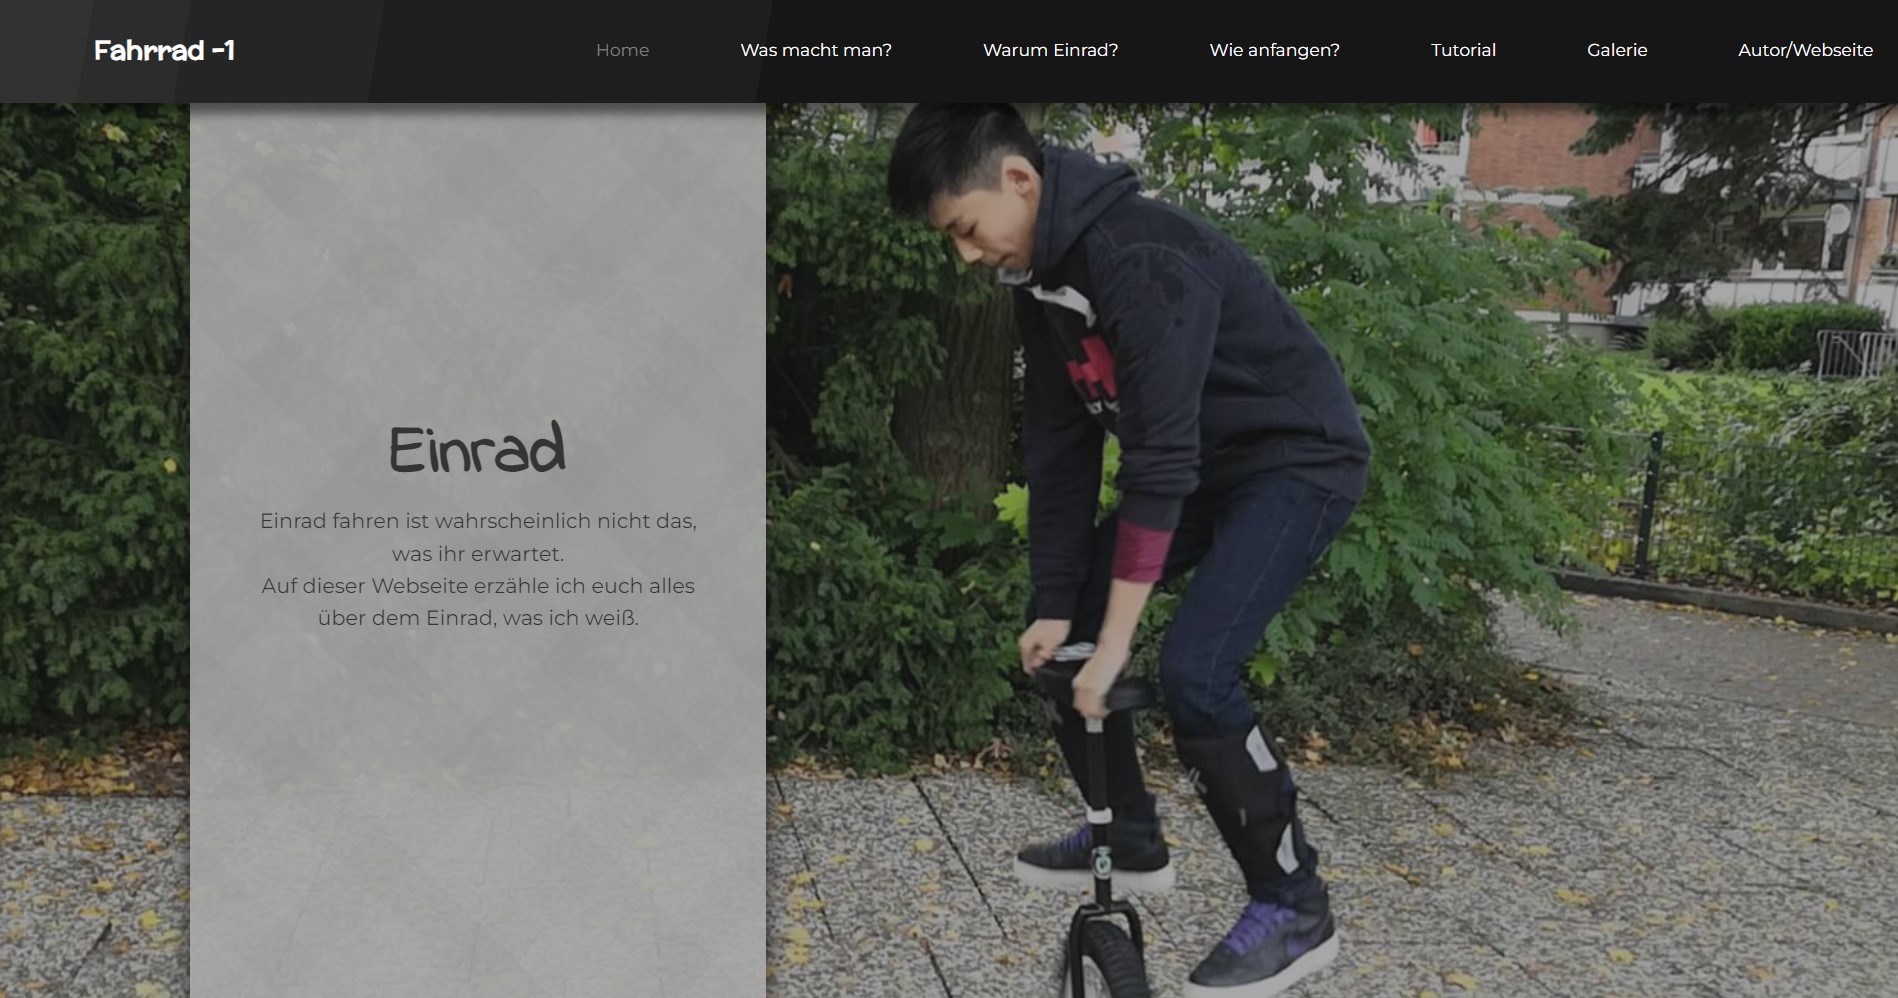 Fahrrad -1
Home Was macht man? Warum Einrad? Wie anfangen? Tutorial Galerie Autor/Webseite
Einrad
Einrad fahren ist wahrscheinlich nicht das,
was ihr erwartet.
Auf dieser Webseite erzähle ich euch alles
über dem Einrad, was ich weiß.